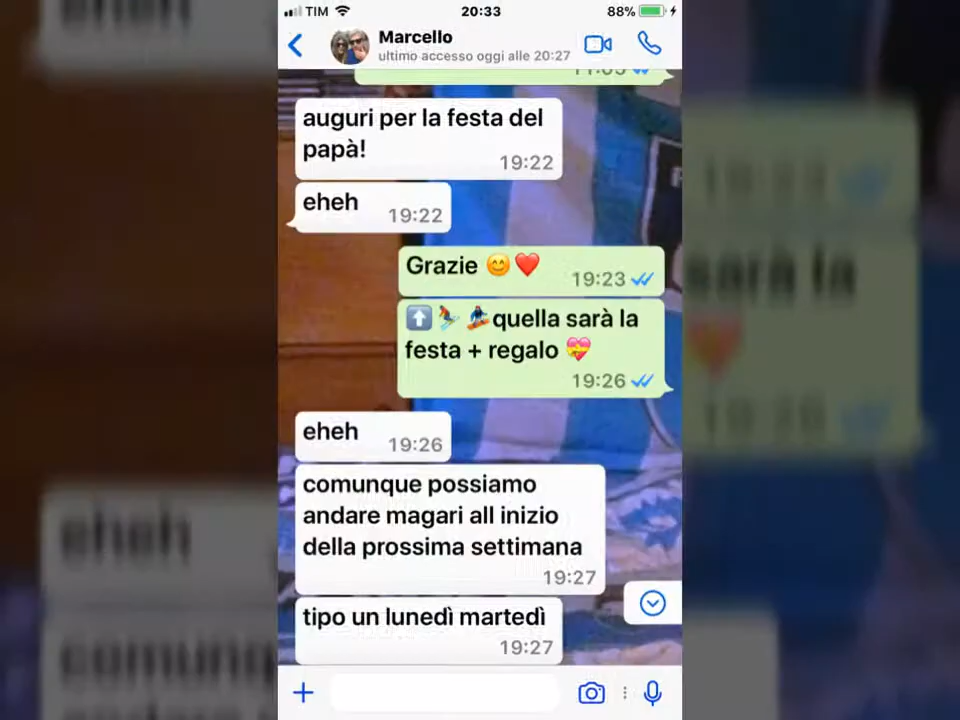 TIM 20:33 88%
Marcello
ultimo accesso oggi alle 20:27
11:05
auguri per la festa del
papà!
19:22
eheh
19:22
Grazie 😊❤️
19:23
⬆️⛷🏂quella sarà la
festa + regalo 💝
19:26
eheh
19:26
comunque possiamo
andare magari all inizio
della prossima settimana
19:27
tipo un lunedì martedì
19:27